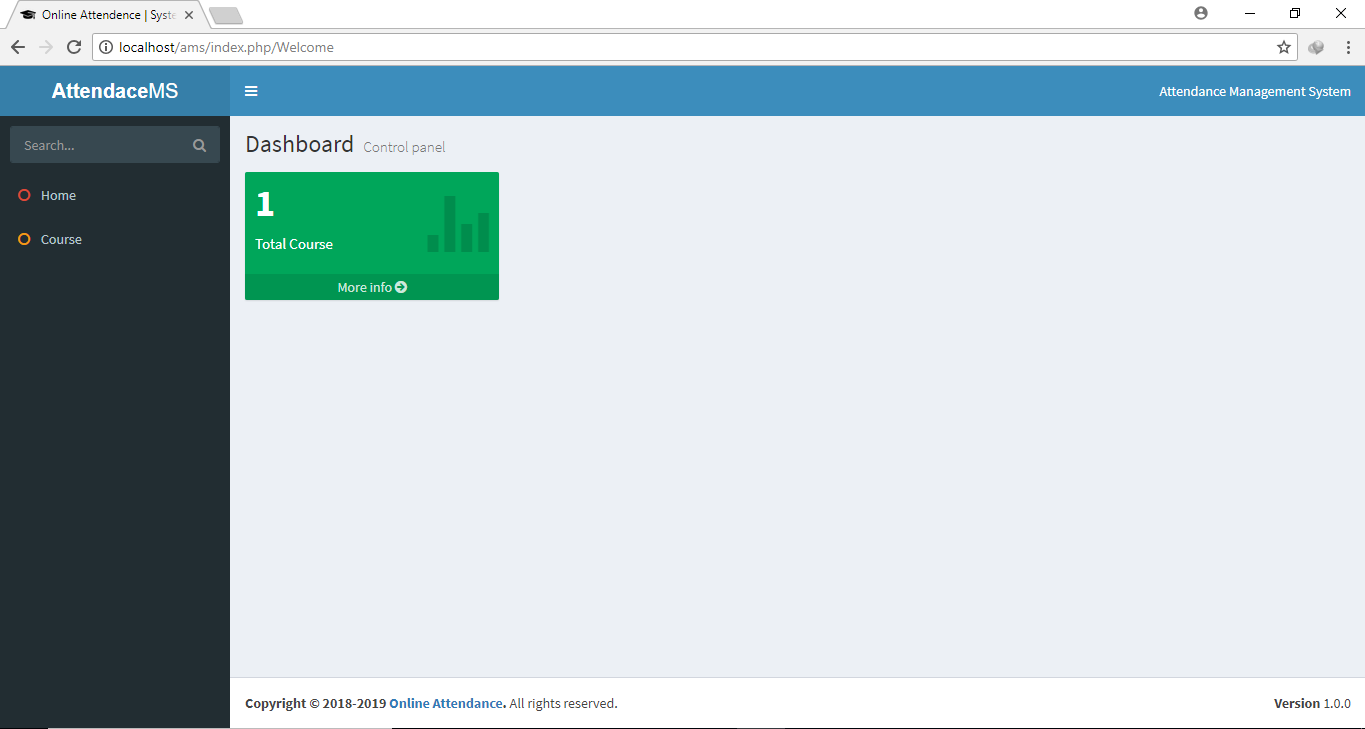 Online Attendence | Syste
localhost/ams/index.php/Welcome
AttendaceMS
Attendance Management System
Search...
Home
Course
Dashboard Control panel
1
Total Course
More info
Copyright © 2018-2019 Online Attendance. All rights reserved.
Version 1.0.0